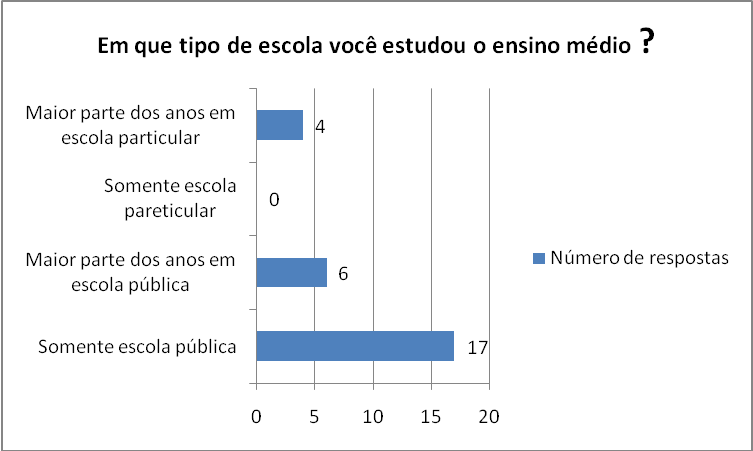 Em que tipo de escola você estudou o ensino médio ?
Maior parte dos anos em
escola particular
4
Somente escola
pareticular
0
Maior parte dos anos em
escola pública
6
Somente escola pública
17
0 5 10 15 20
Número de respostas